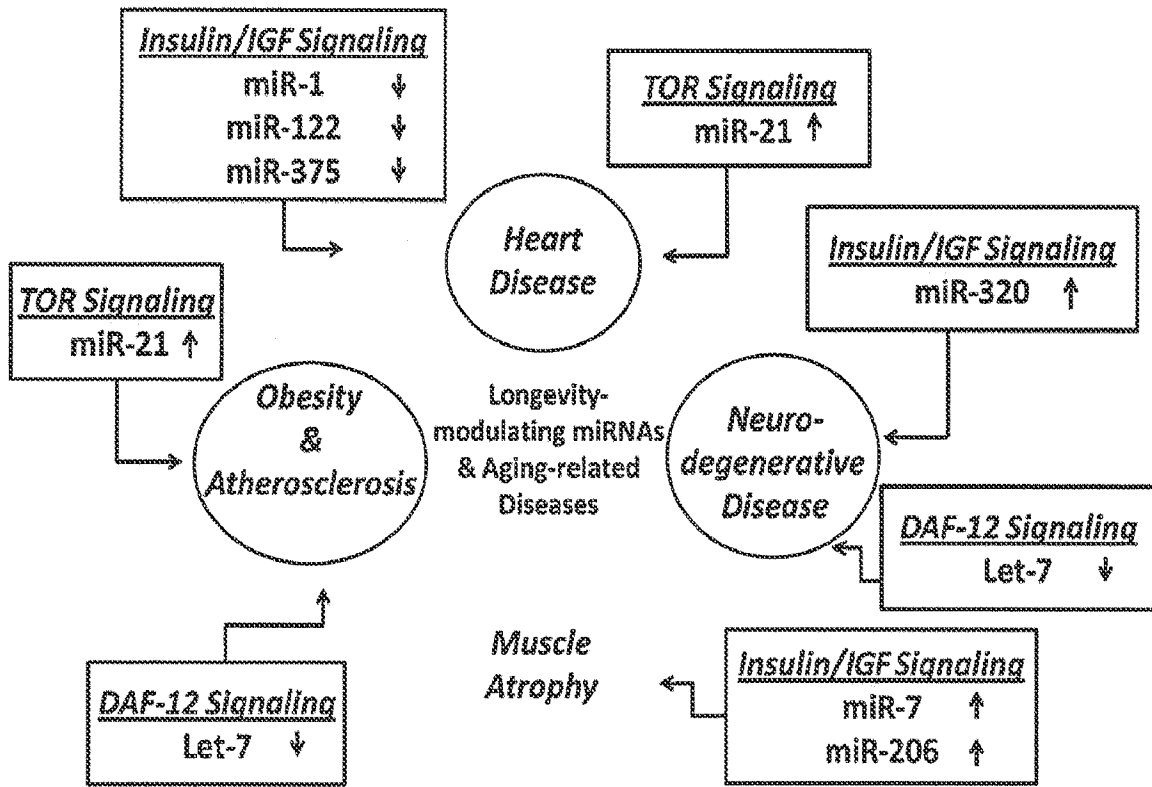 Insulin/IGF Signaling
miR-1 ↓
miR-122 ↓
miR-375 ↓
TOR Signaling
miR-21 ↑
Heart
Disease
Insulin/IGF Signaling
miR-320 ↑
TOR Signaling
miR-21 ↑
Obesity
&
Atherosclerosis
Longevity-
modulating miRNAs
& Aging-related
Diseases
Neuro-
degenerative
Disease
DAF-12 Signaling
Let-7 ↓
DAF-12 Signaling
Let-7 ↓
Muscle
Atrophy
Insulin/IGF Signaling
miR-7 ↑
miR-206 ↑